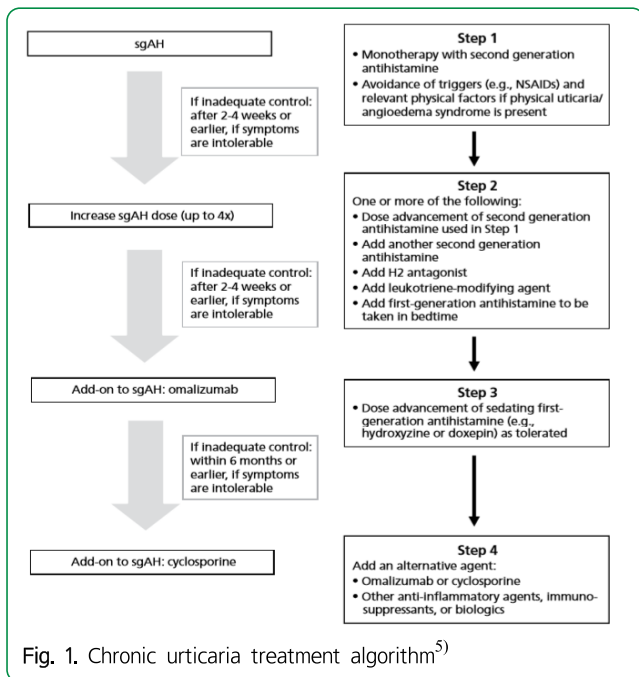 sgAH
If inadequate control:
after 2-4 weeks or
earlier, if symptoms
are intolerable
Increase sgAH dose (up to 4x)
If inadequate control:
after 2-4 weeks or
earlier, if symptoms
are intolerable
Add-on to sgAH: omalizumab
If inadequate control:
within 6 months or
earlier, if symptoms
are intolerable
Add-on to sgAH: cyclosporine
Step 1
• Monotherapy with second generation
antihistamine
• Avoidance of triggers (e.g., NSAIDs) and
relevant physical factors if physical uticaria/
angioedema syndrome is present
Step 2
One or more of the following:
• Dose advancement of second generation
antihistamine used in Step 1
• Add another second generation
antihistamine
• Add H2 antagonist
• Add leukotriene-modifying agent
• Add first-generation antihistamine to be
taken in bedtime
Step 3
• Dose advancement of sedating first-
generation antihistamine (e.g.,
hydroxyzine or doxepin) as tolerated
Step 4
Add an alternative agent:
• Omalizumab or cyclosporine
• Other anti-inflammatory agents, immuno-
suppressants, or biologics
Fig. 1. Chronic urticaria treatment algorithm5)